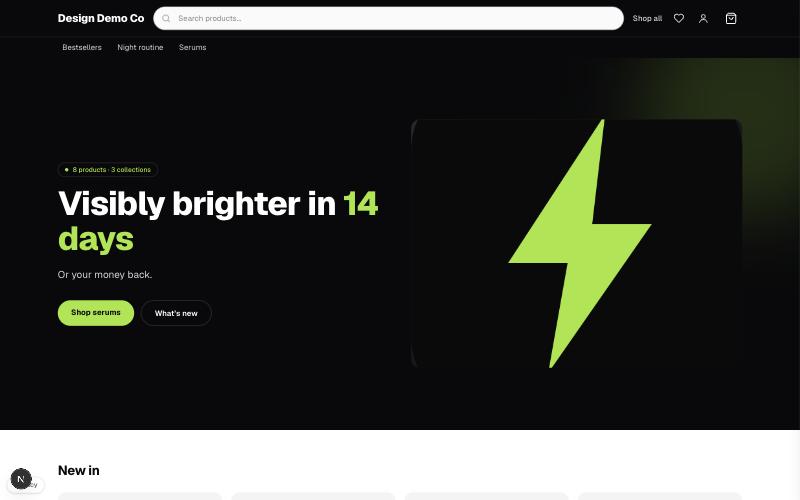 Design Demo Co
Search products...
Shop all
Bestsellers
Night routine
Serums
8 products · 3 collections
Visibly brighter in 14
days
Or your money back.
Shop serums
What's new
New in
N